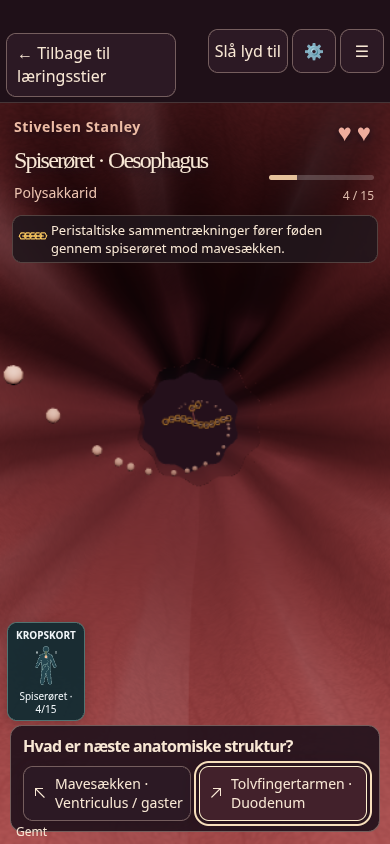 ← Tilbage til
læringsstier
Slå lyd til
Stivelsen Stanley
Spiserøret · Oesophagus
Polysakkarid
4 / 15
Peristaltiske sammentrækninger fører føden
gennem spiserøret mod mavesækken.
KROPSKORT
Spiserøret ·
4/15
Hvad er næste anatomiske struktur?
Mavesækken ·
Ventriculus / gaster
Tolvfingertarmen ·
Duodenum
Gemt